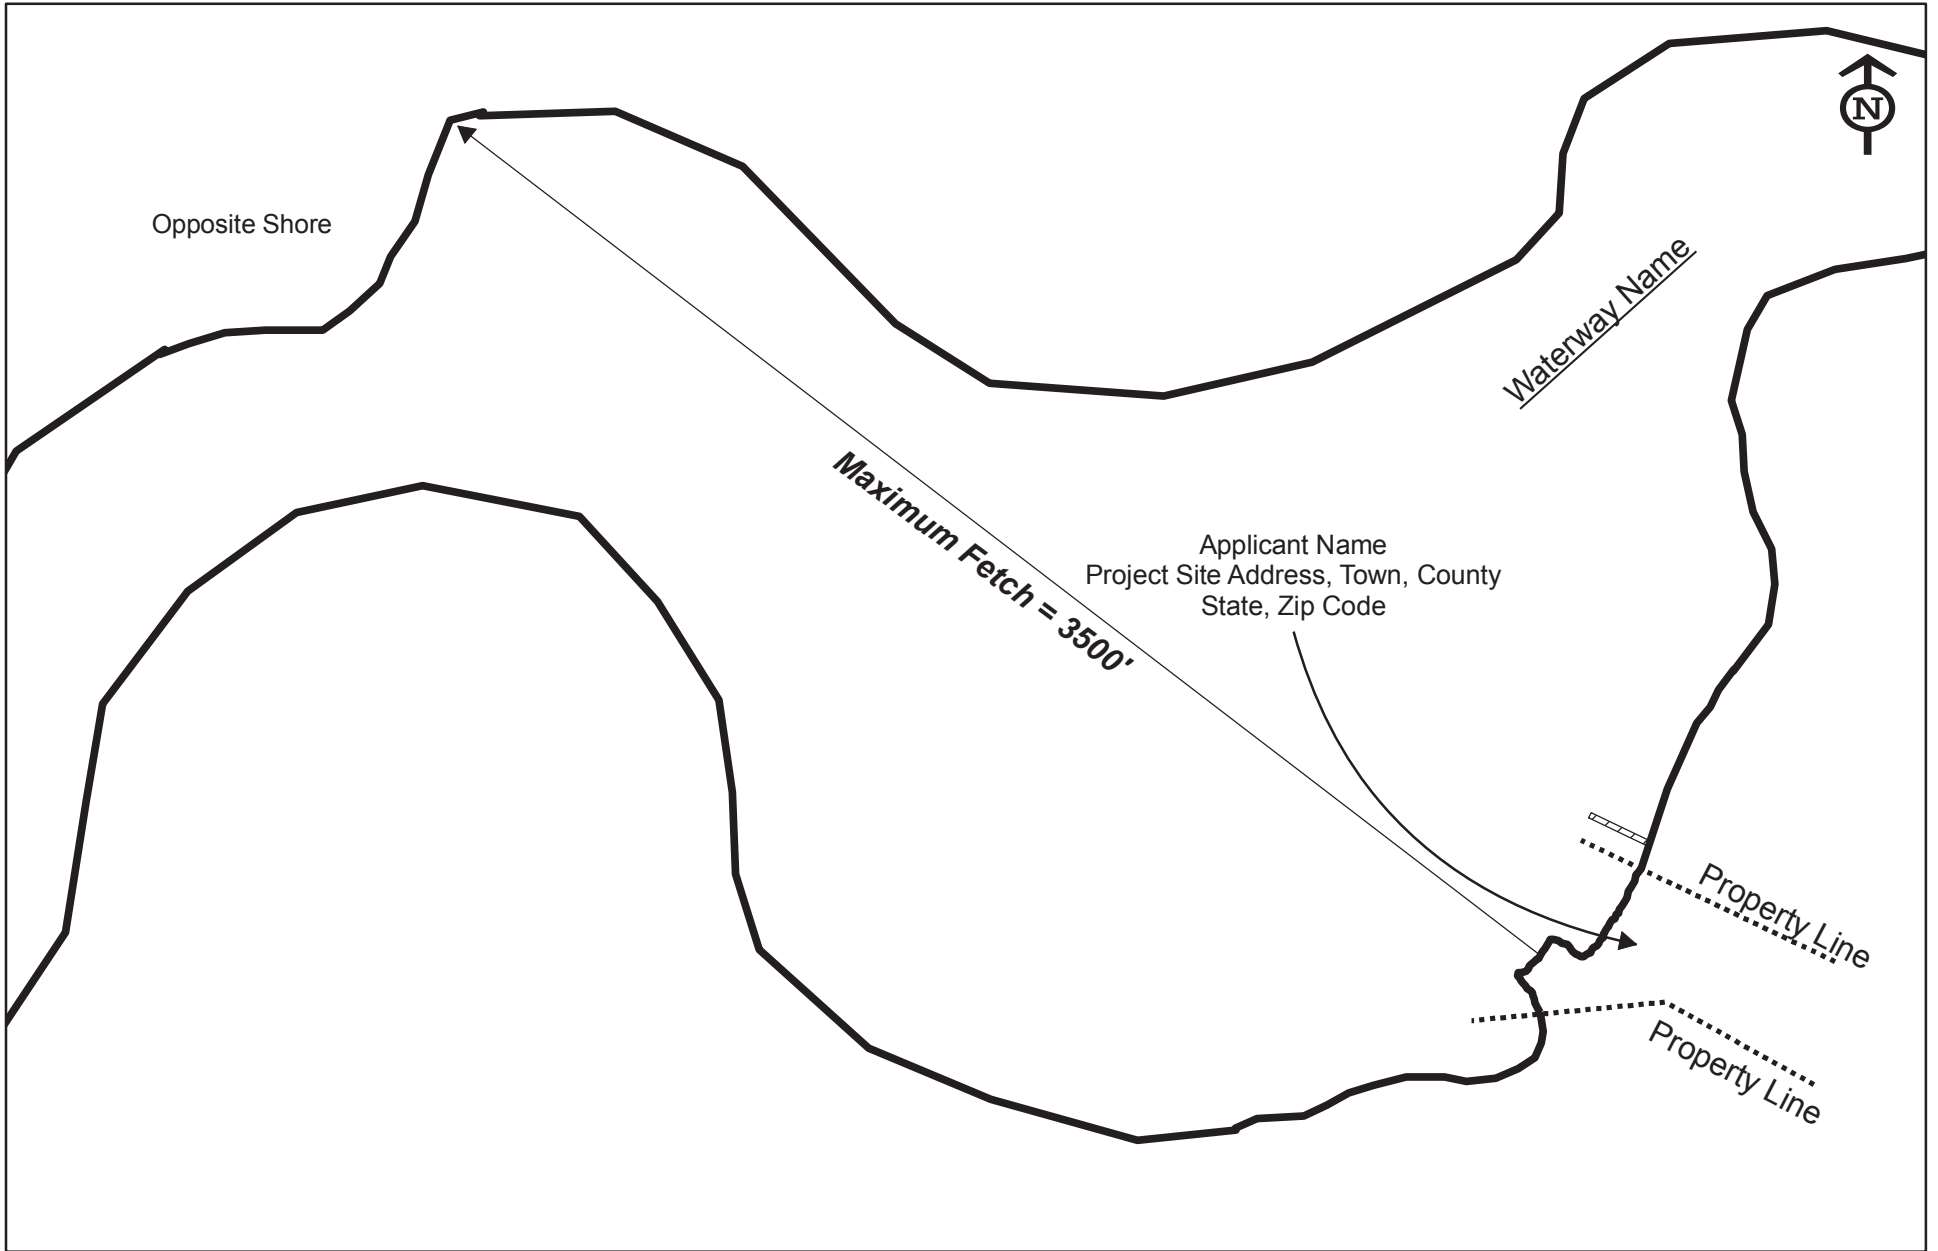 N
Opposite Shore
Waterway Name
Maximum Fetch = 3500'
Applicant Name
Project Site Address, Town, County
State, Zip Code
Property Line
Property Line